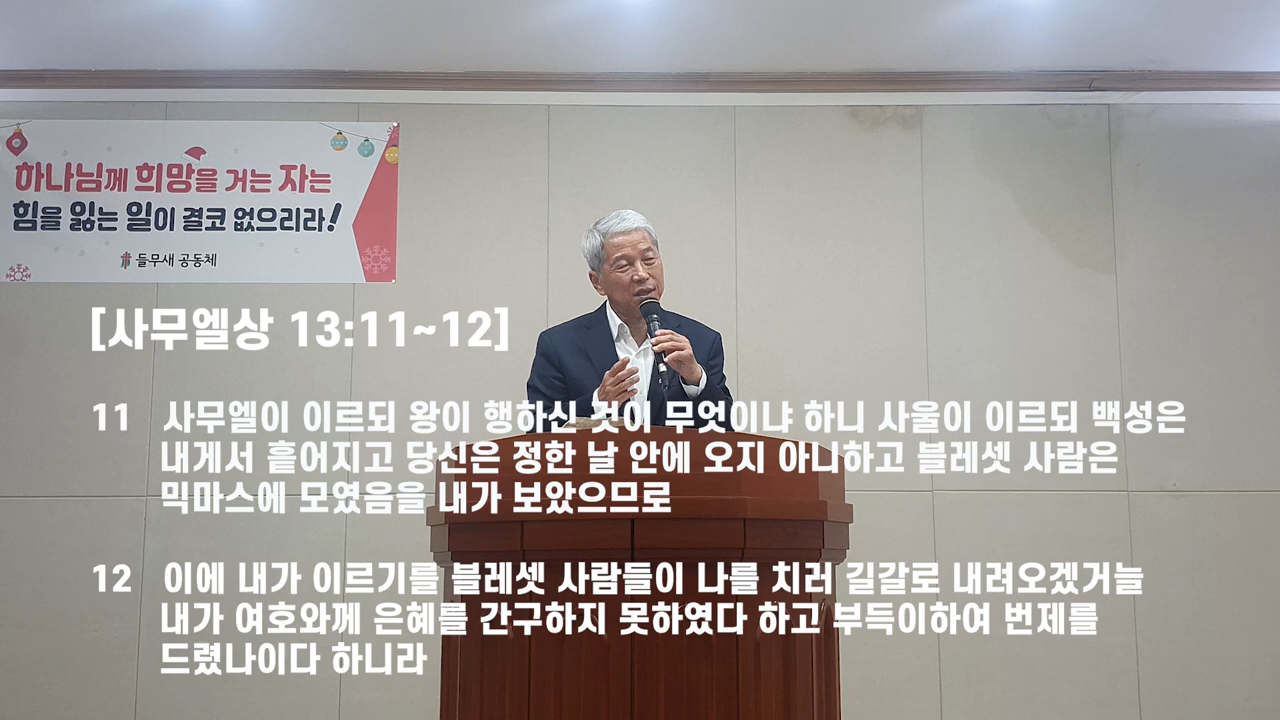 하나님께 희망을 거는 자는
힘을 잃는 일이 결코 없으리라!
들무새 공동체
[사무엘상 13:11~12]
11 사무엘이 이르되 왕이 행하신 것이 무엇이냐 하니 사울이 이르되 백성은
내게서 흩어지고 당신은 정한 날 안에 오지 아니하고 블레셋 사람은
믹마스에 모였음을 내가 보았으므로
12 이에 내가 이르기를 블레셋 사람들이 나를 치러 길갈로 내려오겠거늘
내가 여호와께 은혜를 간구하지 못하였다 하고 부득이하여 번제를
드렸나이다 하니라